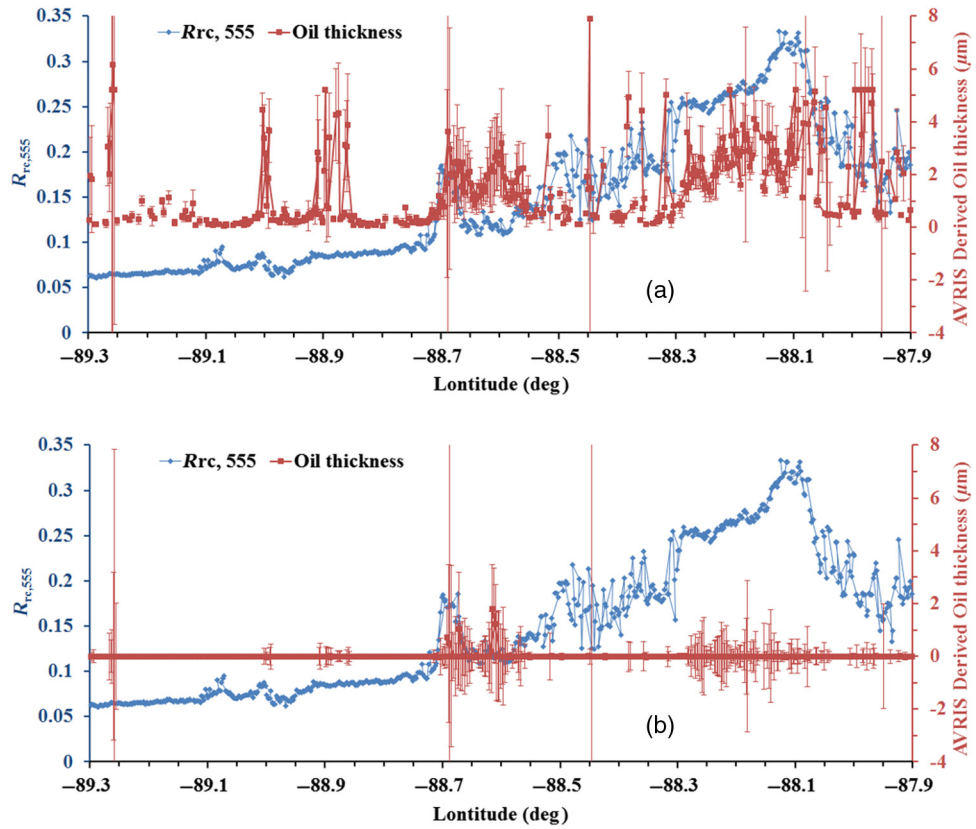 0.35 0.3 0.25 0.2 0.15 0.1 0.05 0
Rrc,555
Rrc, 555 Oil thickness
8 6 4 2 0 −2 −4
AVRIS Derived Oil thickness (μm)
(a)
−89.3 −89.1 −88.9 −88.7 −88.5 −88.3 −88.1 −87.9
Lontitude (deg)
0.35 0.3 0.25 0.2 0.15 0.1 0.05 0
Rrc,555
Rrc, 555 Oil thickness
8 6 4 2 0 −2 −4
AVRIS Derived Oil thickness (μm)
(b)
−89.3 −89.1 −88.9 −88.7 −88.5 −88.3 −88.1 −87.9
Lontitude (deg)